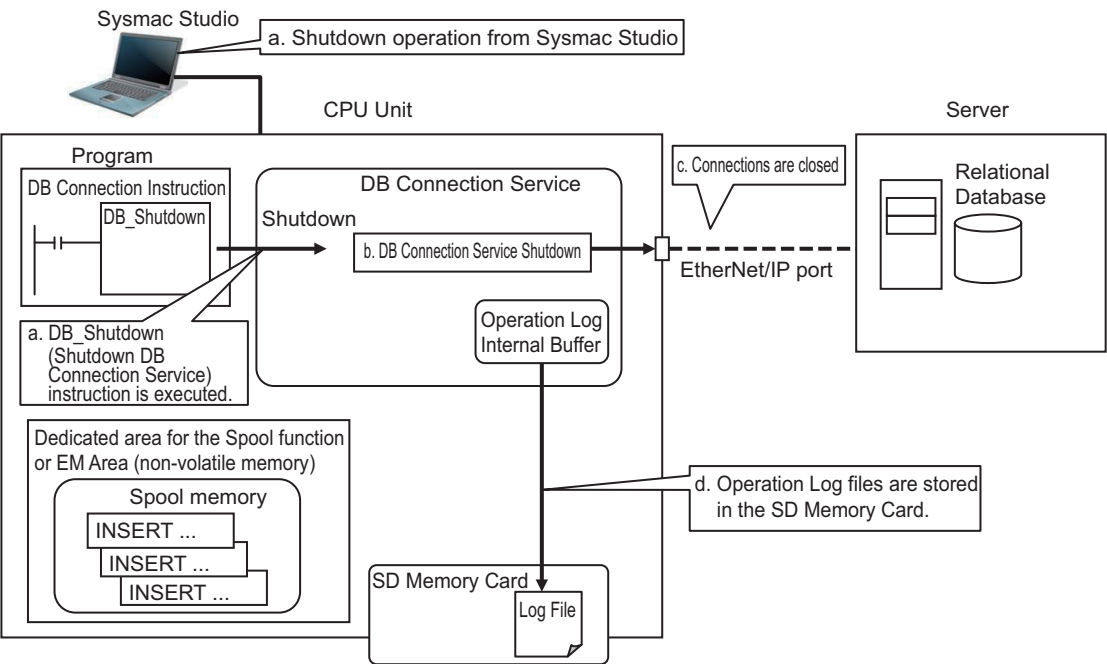 Sysmac Studio
a. Shutdown operation from Sysmac Studio
CPU Unit
Server
Program
DB Connection Instruction
DB_Shutdown
Shutdown
DB Connection Service
b. DB Connection Service Shutdown
c. Connections are closed
EtherNet/IP port
Relational
Database
a. DB_Shutdown
(Shutdown DB
Connection Service)
instruction is executed.
Operation Log
Internal Buffer
Dedicated area for the Spool function
or EM Area (non-volatile memory)
Spool memory
INSERT ...
INSERT ...
INSERT ...
d. Operation Log files are stored
in the SD Memory Card.
SD Memory Card
Log File